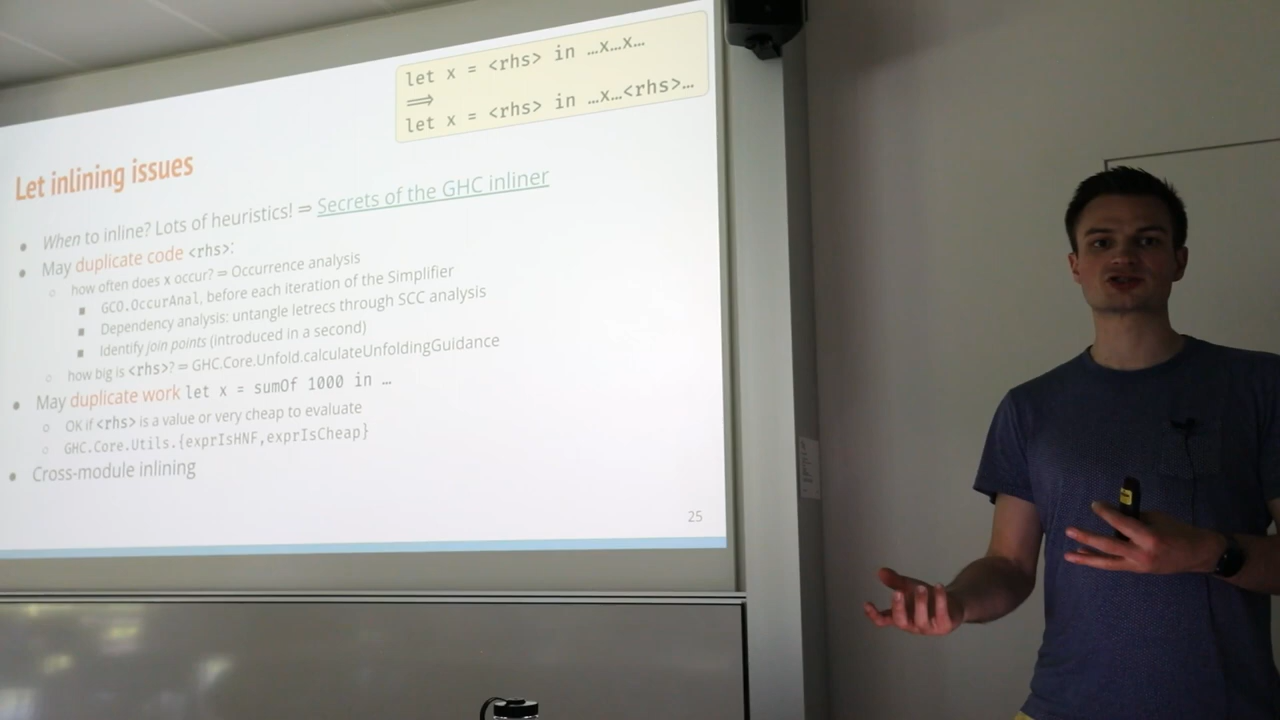 let x = <rhs> in …x…x…
⟹
let x = <rhs> in …x…<rhs>…
Let inlining issues
● When to inline? Lots of heuristics! ⇒ Secrets of the GHC inliner
● May duplicate code <rhs>:
○ how often does x occur? ⇒ Occurrence analysis
■ GCO.OccurAnal, before each iteration of the Simplifier
■ Dependency analysis: untangle letrecs through SCC analysis
■ Identify join points (introduced in a second)
○ how big is <rhs>? ⇒ GHC.Core.Unfold.calculateUnfoldingGuidance
● May duplicate work let x = sumOf 1000 in …
○ OK if <rhs> is a value or very cheap to evaluate
○ GHC.Core.Utils.{exprIsHNF,exprIsCheap}
● Cross-module inlining
25